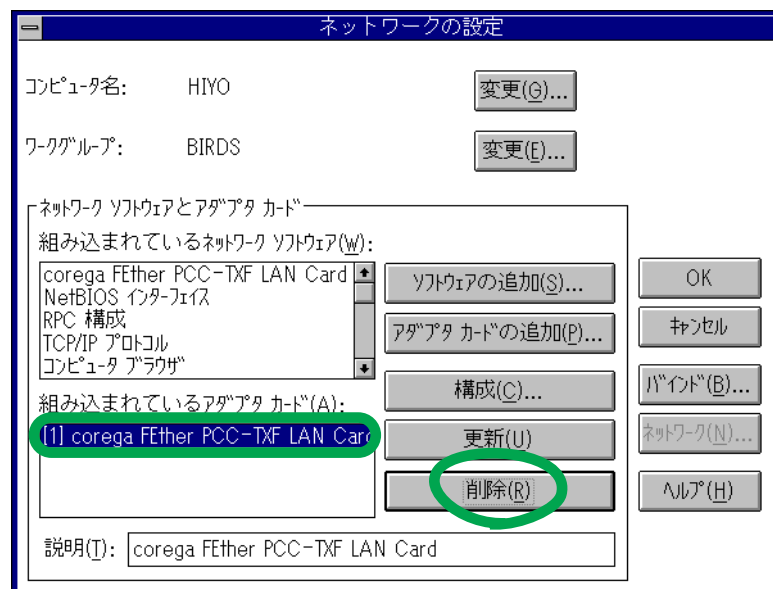 ネットワークの設定
ｺﾝﾋﾟｭｰﾀ名: HIYO 変更(G)...
ﾜｰｸｸﾞﾙｰﾌﾟ: BIRDS 変更(E)...
ﾈｯﾄﾜｰｸ ｿﾌﾄｳｪｱとｱﾀﾞﾌﾟﾀ ｶｰﾄﾞ
組み込まれているﾈｯﾄﾜｰｸ ｿﾌﾄｳｪｱ(W):
corega FEther PCC-TXF LAN Card
NetBIOS ｲﾝﾀｰﾌｪｲｽ
RPC 構成
TCP/IP ﾌﾟﾛﾄｺﾙ
ｺﾝﾋﾟｭｰﾀ ﾌﾞﾗｳｻﾞ
組み込まれているｱﾀﾞﾌﾟﾀ ｶｰﾄﾞ(A):
[1] corega FEther PCC-TXF LAN Card
ｿﾌﾄｳｪｱの追加(S)...
ｱﾀﾞﾌﾟﾀ ｶｰﾄﾞの追加(P)...
構成(C)...
更新(U)
削除(R)
OK
ｷｬﾝｾﾙ
ﾊﾞｲﾝﾄﾞ(B)...
ﾈｯﾄﾜｰｸ(N)...
ﾍﾙﾌﾟ(H)
説明(T): corega FEther PCC-TXF LAN Card